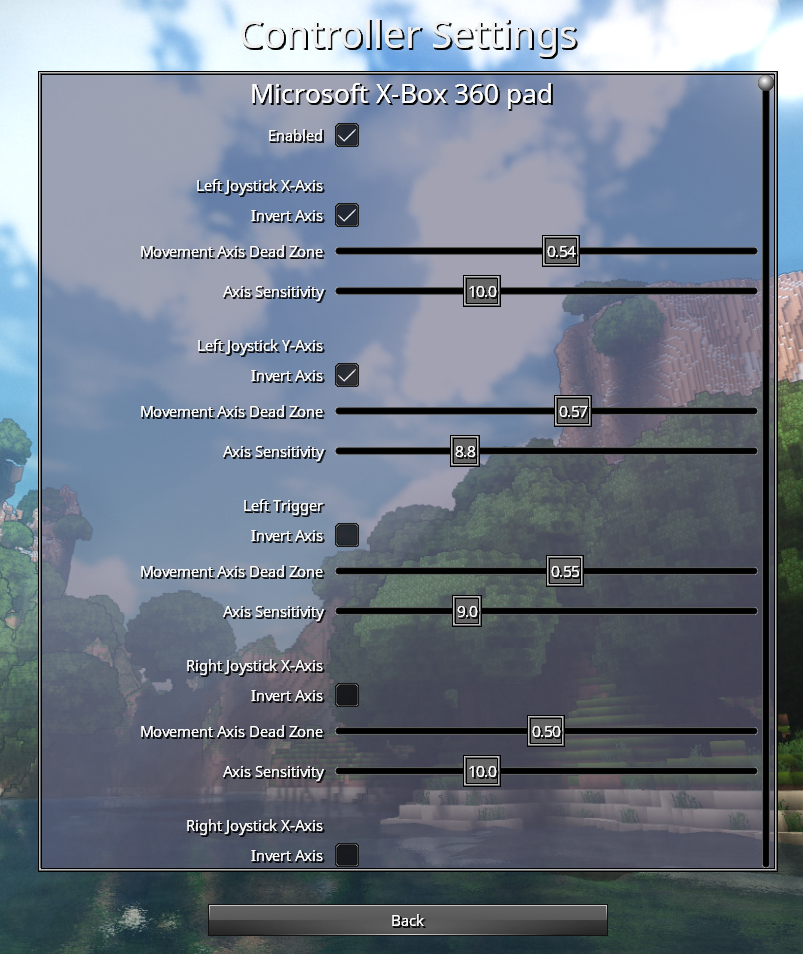 Controller Settings
Microsoft X-Box 360 pad
Enabled
Left Joystick X-Axis
Invert Axis
Movement Axis Dead Zone 0.54
Axis Sensitivity 10.0
Left Joystick Y-Axis
Invert Axis
Movement Axis Dead Zone 0.57
Axis Sensitivity 8.8
Left Trigger
Invert Axis
Movement Axis Dead Zone 0.55
Axis Sensitivity 9.0
Right Joystick X-Axis
Invert Axis
Movement Axis Dead Zone 0.50
Axis Sensitivity 10.0
Right Joystick X-Axis
Invert Axis
Back